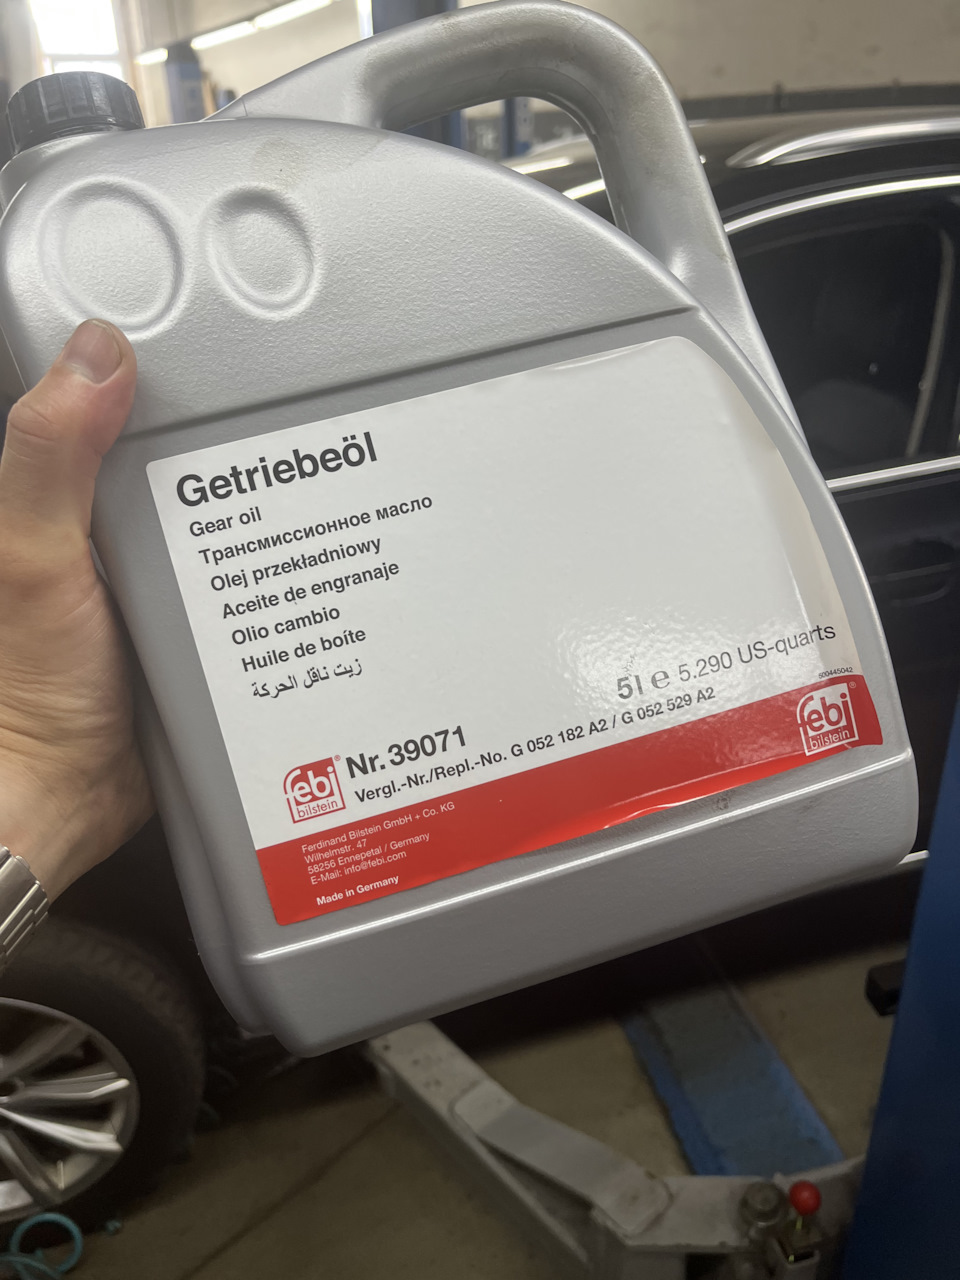 Getriebeöl
Gear oil
Трансмиссионное масло
Olej przekładniowy
Aceite de engranaje
Olio cambio
Huile de boîte
زيت ناقل الحركة
5 l e 5.290 US-quarts
500445042
febi®
bilstein
Nr. 39071
Vergl.-Nr./Repl.-No. G 052 182 A2 / G 052 529 A2
febi®
bilstein
Ferdinand Bilstein GmbH + Co. KG
Wilhelmstr. 47
58256 Ennepetal / Germany
E-Mail: info@febi.com
Made in Germany